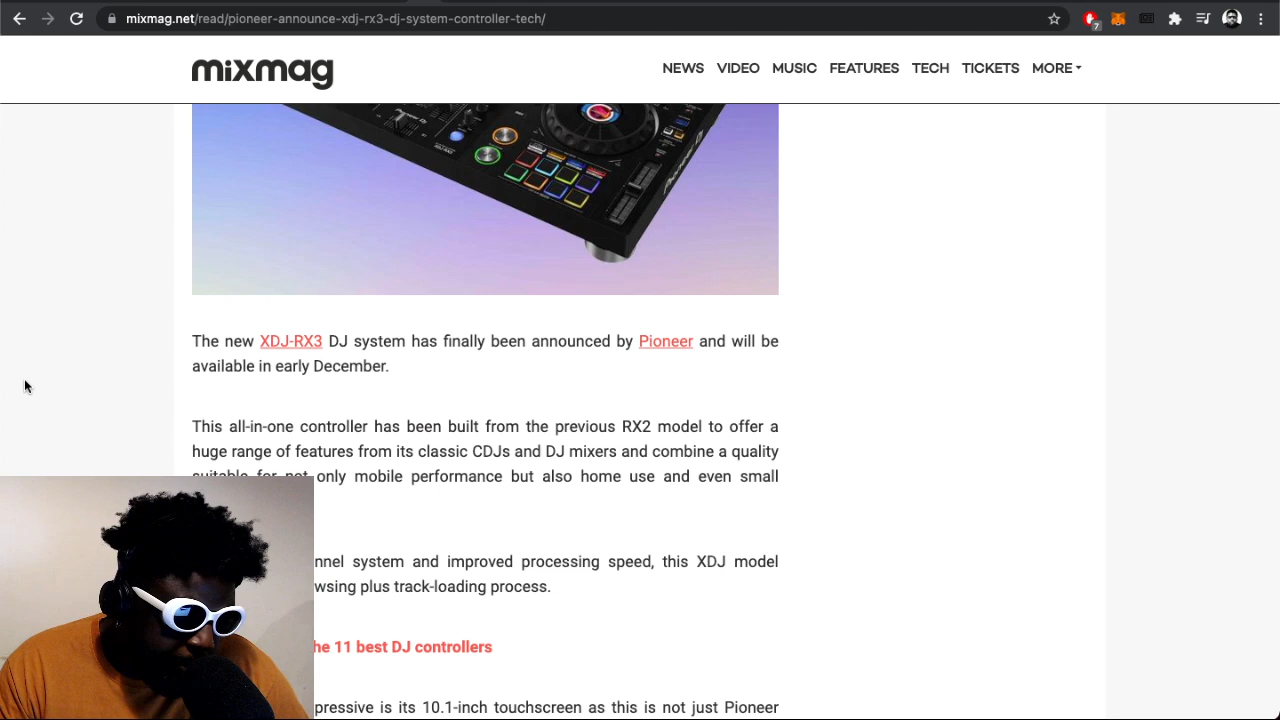 mixmag.net/read/pioneer-announce-xdj-rx3-dj-system-controller-tech/
7
mixmag
NEWS VIDEO MUSIC FEATURES TECH TICKETS MORE
The new XDJ-RX3 DJ system has finally been announced by Pioneer and will be
available in early December.
This all-in-one controller has been built from the previous RX2 model to offer a
huge range of features from its classic CDJs and DJ mixers and combine a quality
suitable for not only mobile performance but also home use and even small
system and improved processing speed, this XDJ model
plus track-loading process.
11 best DJ controllers
is its 10.1-inch touchscreen as this is not just Pioneer